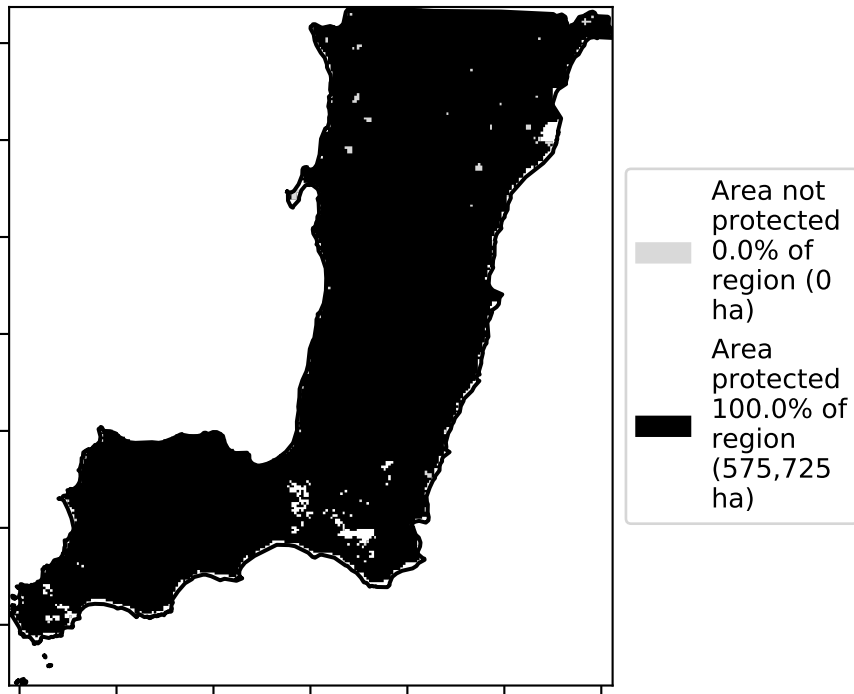 Area not
protected
0.0% of
region (0
ha)
Area
protected
100.0% of
region
(575,725
ha)